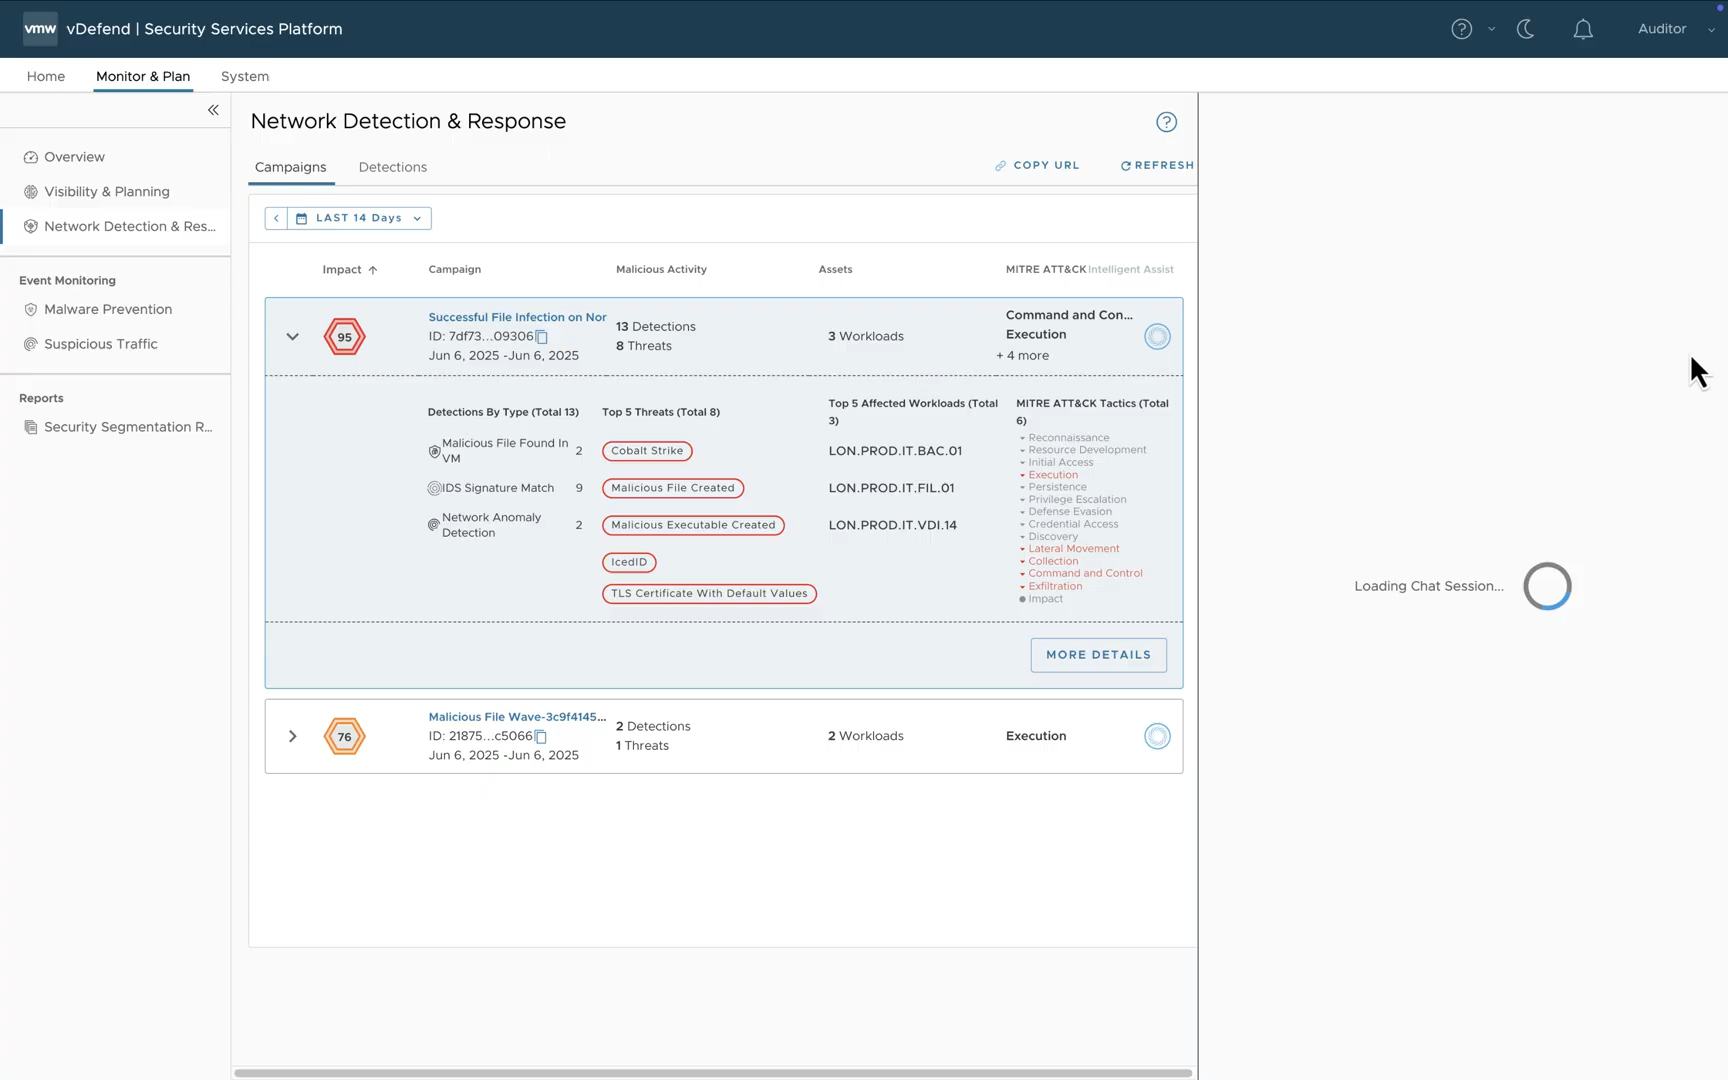 vmw vDefend | Security Services Platform
Auditor
Home Monitor & Plan System
Overview
Visibility & Planning
Network Detection & Res...
Event Monitoring
Malware Prevention
Suspicious Traffic
Reports
Security Segmentation R...
Network Detection & Response
Campaigns Detections
COPY URL REFRESH
LAST 14 Days
Impact Campaign Malicious Activity Assets MITRE ATT&CK Intelligent Assist
95
Successful File Infection on Nor
ID: 7df73...09306
Jun 6, 2025 -Jun 6, 2025
13 Detections
8 Threats
3 Workloads
Command and Con...
Execution
+ 4 more
Detections By Type (Total 13)
Malicious File Found In
VM
2
IDS Signature Match 9
Network Anomaly
Detection
2
Top 5 Threats (Total 8)
Cobalt Strike
Malicious File Created
Malicious Executable Created
IcedID
TLS Certificate With Default Values
Top 5 Affected Workloads (Total
3)
LON.PROD.IT.BAC.01
LON.PROD.IT.FIL.01
LON.PROD.IT.VDI.14
MITRE ATT&CK Tactics (Total
6)
Reconnaissance
Resource Development
Initial Access
Execution
Persistence
Privilege Escalation
Defense Evasion
Credential Access
Discovery
Lateral Movement
Collection
Command and Control
Exfiltration
Impact
MORE DETAILS
76
Malicious File Wave-3c9f4145...
ID: 21875...c5066
Jun 6, 2025 -Jun 6, 2025
2 Detections
1 Threats
2 Workloads
Execution
Loading Chat Session...